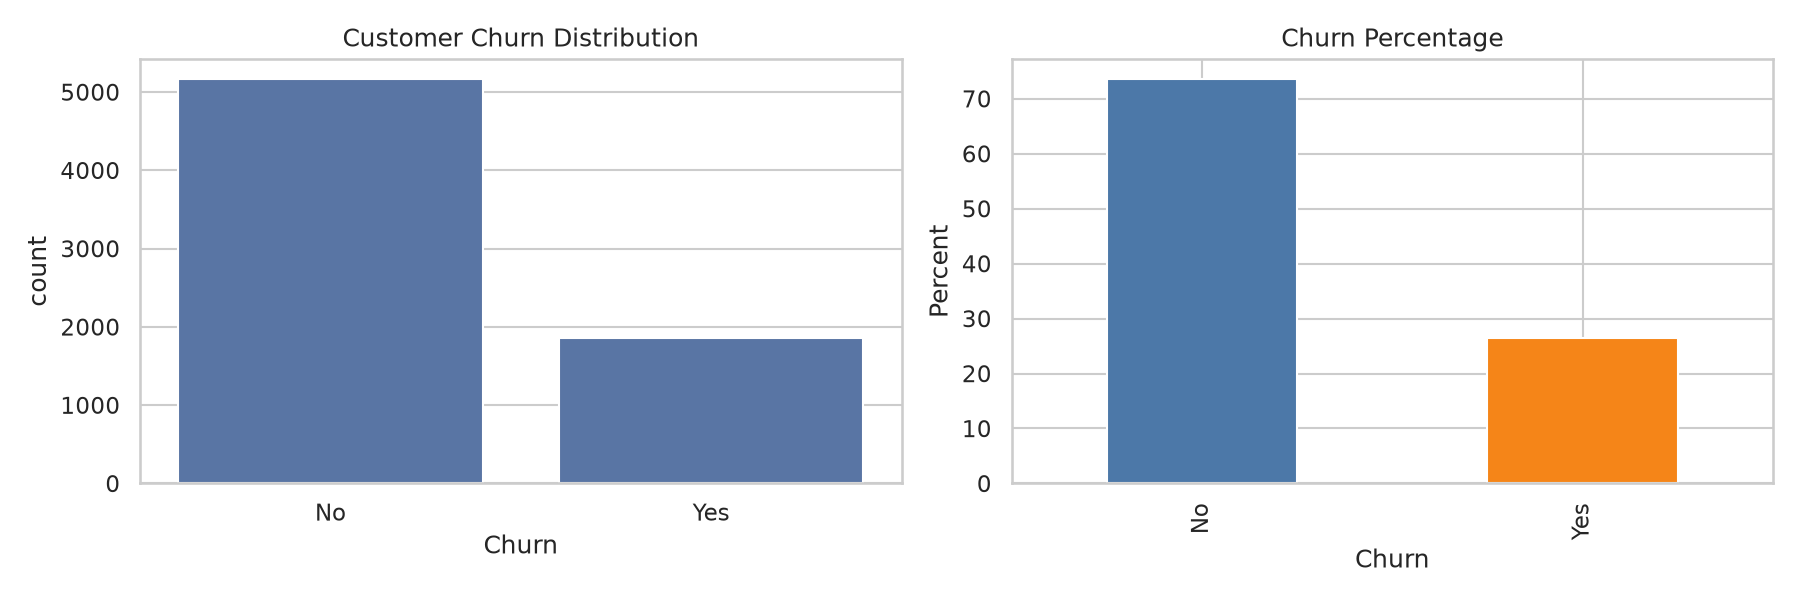 Customer Churn Distribution
count
5000
4000
3000
2000
1000
0
No
Yes
Churn
Churn Percentage
Percent
70
60
50
40
30
20
10
0
No
Yes
Churn